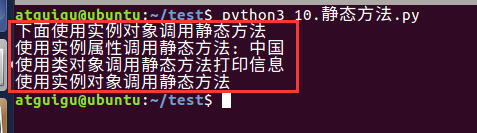 atguigu@ubuntu:~/test$ python3 10.静态方法.py
下面使用实例对象调用静态方法
使用实例属性调用静态方法: 中国
使用类对象调用静态方法打印信息
使用实例对象调用静态方法
atguigu@ubuntu:~/test$